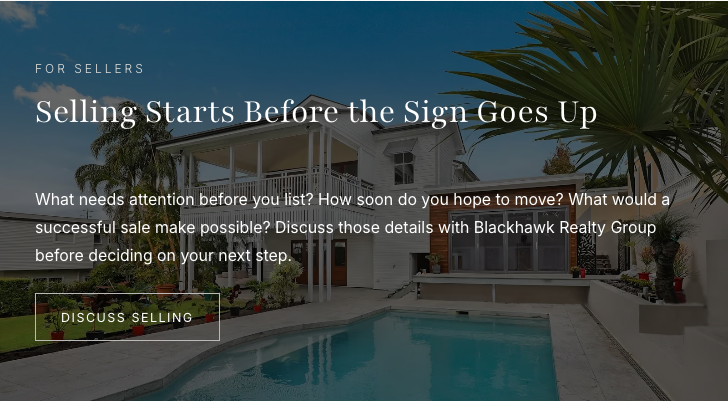 FOR SELLERS
Selling Starts Before the Sign Goes Up
What needs attention before you list? How soon do you hope to move? What would a
successful sale make possible? Discuss those details with Blackhawk Realty Group
before deciding on your next step.
DISCUSS SELLING